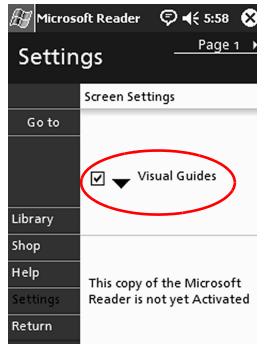 Microsoft Reader 5:58
Settings
Page 1
Screen Settings
Go to
Visual Guides
Library
Shop
Help
Settings
Return
This copy of the Microsoft
Reader is not yet Activated